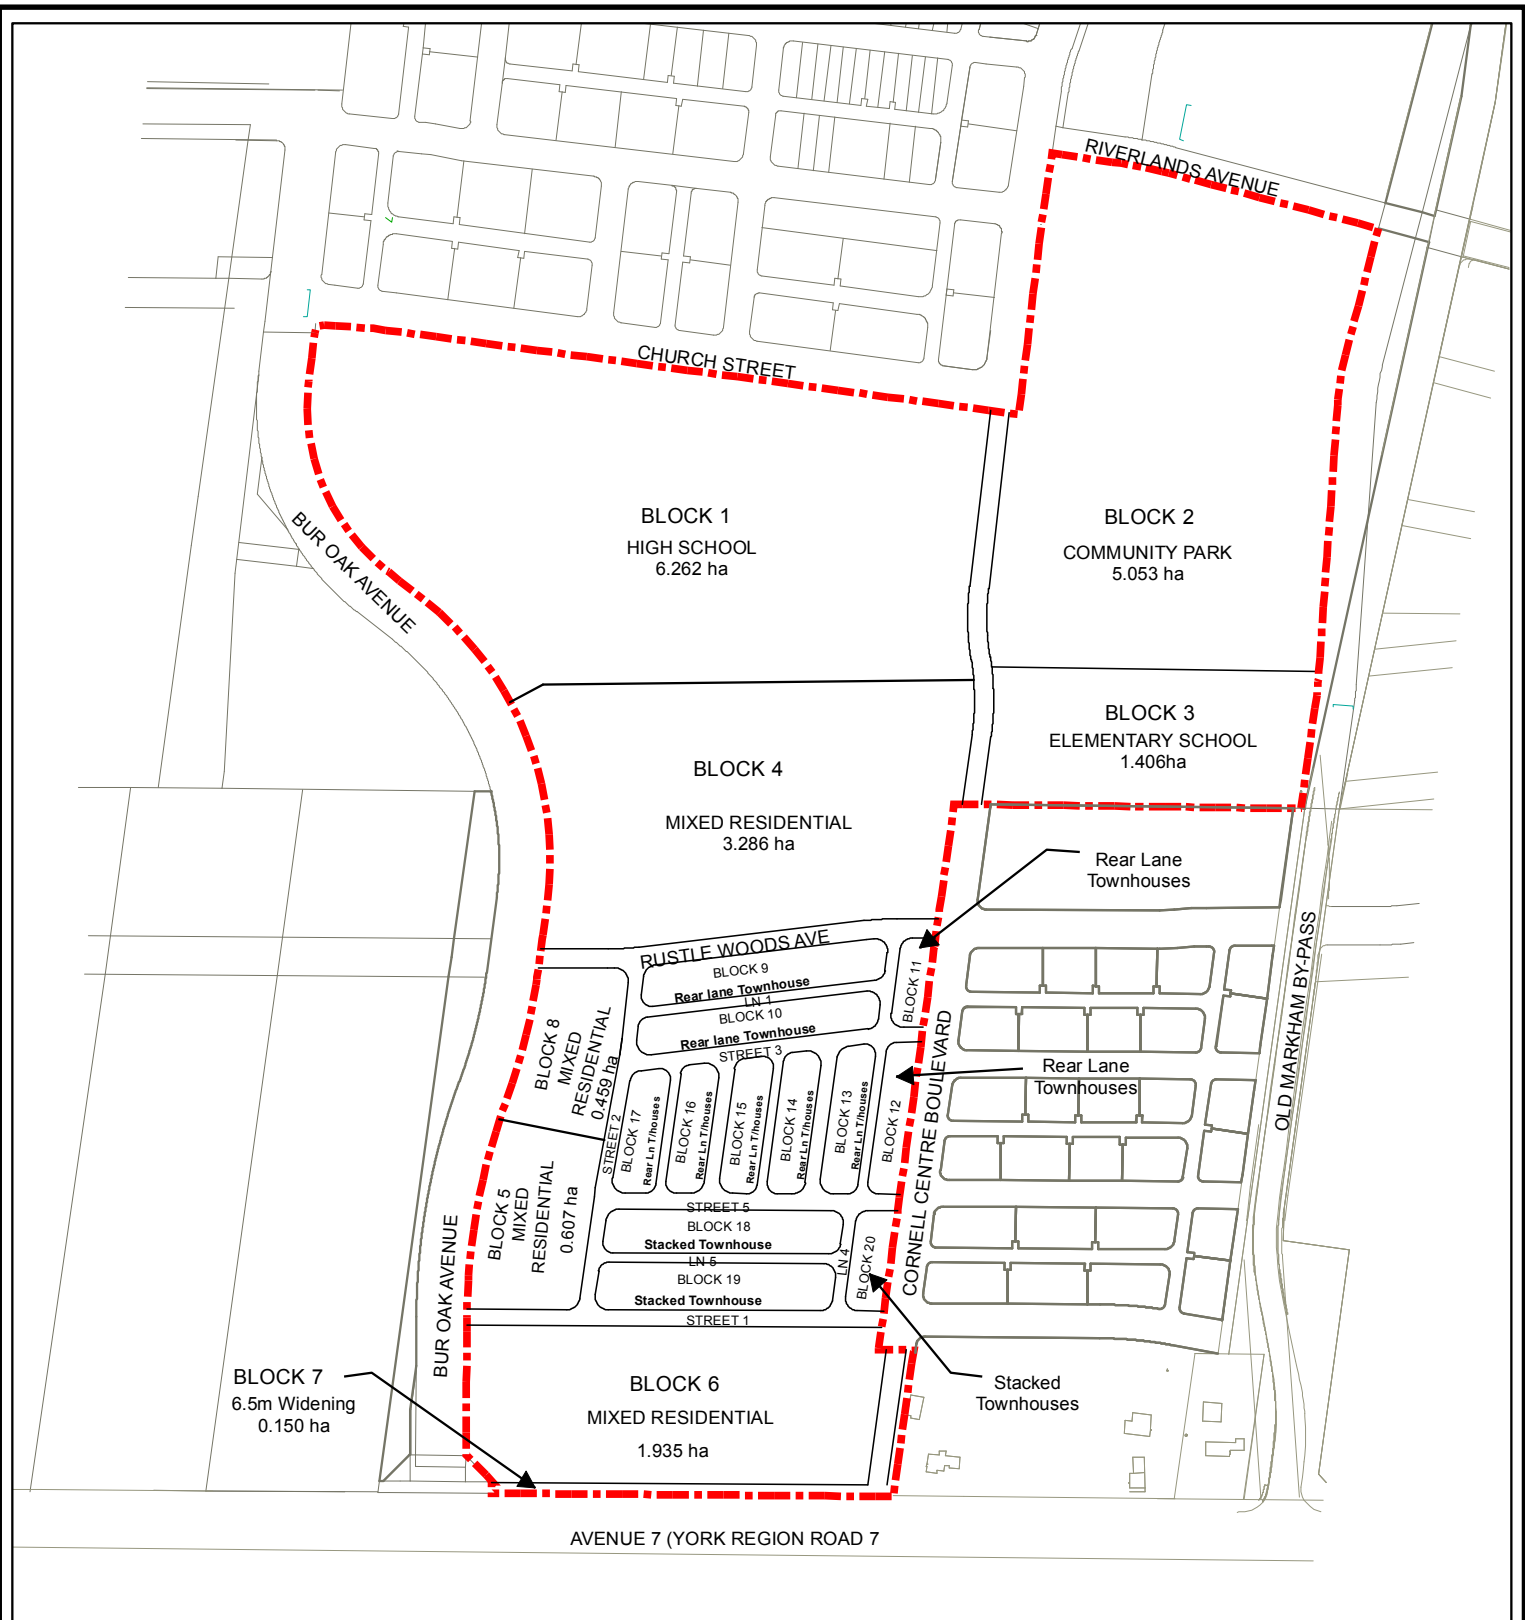 RIVERLANDS AVENUE
CHURCH STREET
BUR OAK AVENUE
BLOCK 1
HIGH SCHOOL
6.262 ha
BLOCK 2
COMMUNITY PARK
5.053 ha
BLOCK 3
ELEMENTARY SCHOOL
1.406ha
BLOCK 4
MIXED RESIDENTIAL
3.286 ha
Rear Lane
Townhouses
RUSTLE WOODS AVE
BLOCK 9
Rear lane Townhouse
LN 1
BLOCK 10
Rear lane Townhouse
STREET 3
BLOCK 11
BLOCK 8
MIXED
RESIDENTIAL
0.459 ha
STREET 2
BLOCK 17
Rear Ln T/houses
BLOCK 16
Rear Ln T/houses
BLOCK 15
Rear Ln T/houses
BLOCK 14
Rear Ln T/houses
BLOCK 13
Rear Ln T/houses
BLOCK 12
Rear Lane
Townhouses
CORNELL CENTRE BOULEVARD
OLD MARKHAM BY-PASS
BLOCK 5
MIXED
RESIDENTIAL
0.607 ha
STREET 5
BLOCK 18
Stacked Townhouse
LN 5
BLOCK 19
Stacked Townhouse
STREET 1
LN 4
BLOCK 20
BUR OAK AVENUE
BLOCK 7
6.5m Widening
0.150 ha
BLOCK 6
MIXED RESIDENTIAL
1.935 ha
Stacked
Townhouses
AVENUE 7 (YORK REGION ROAD 7